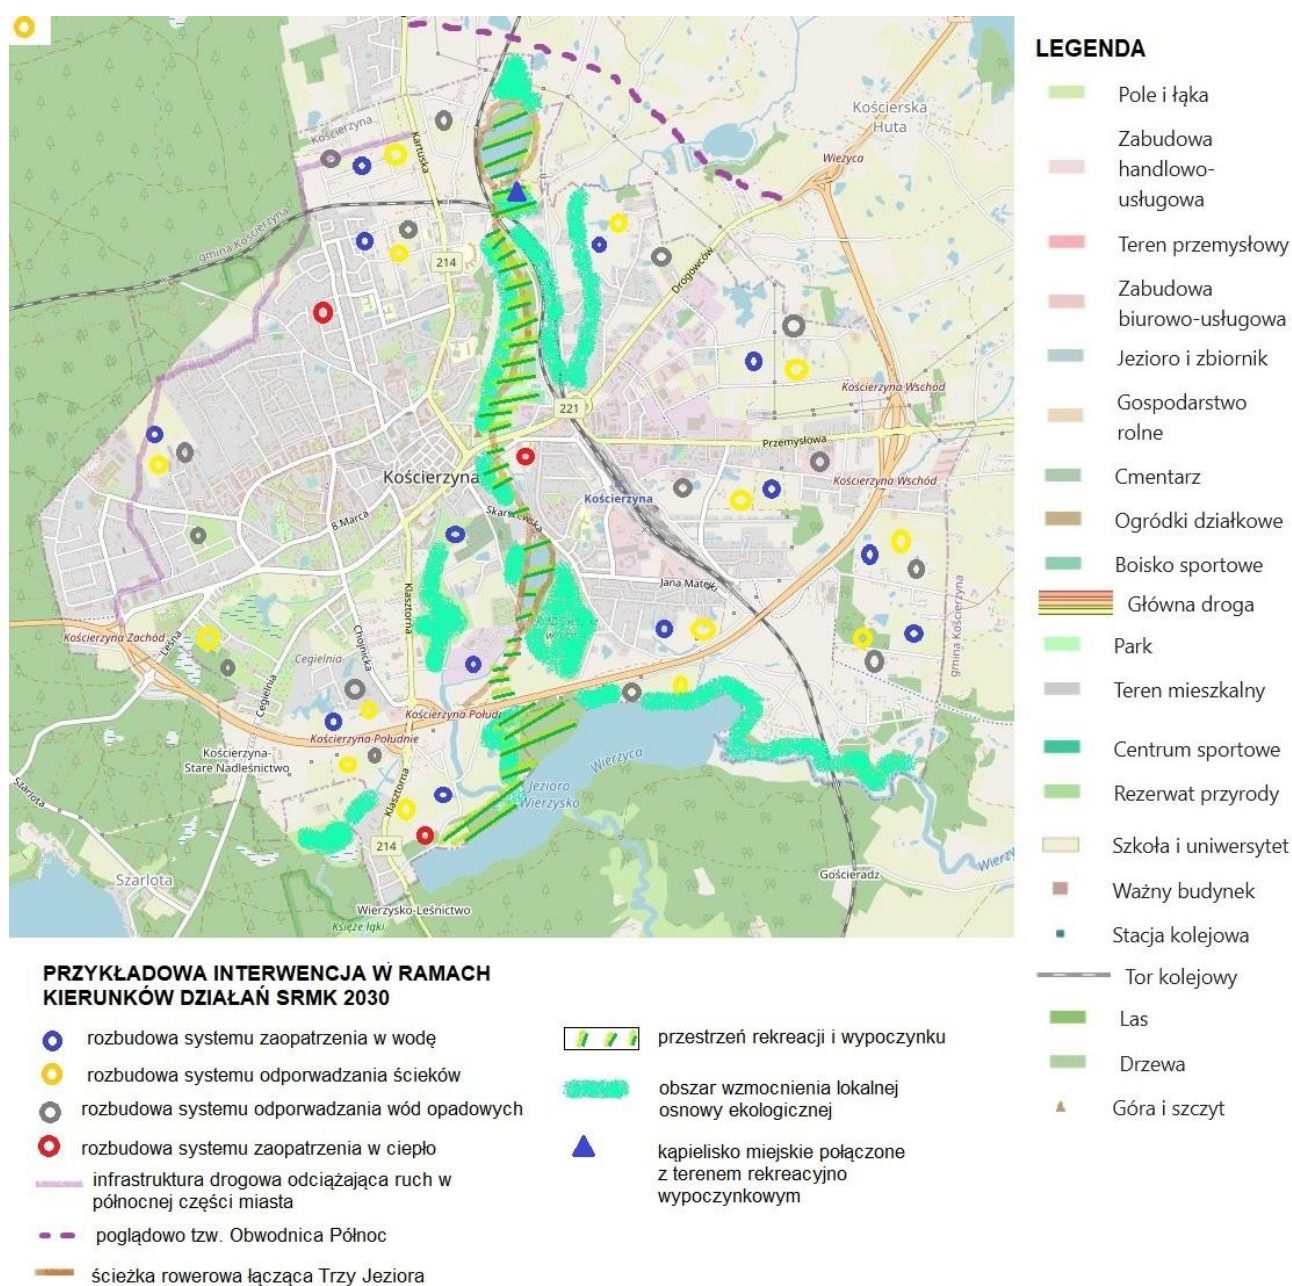 Kościerska
Huta
Kościerzyna
Kartuska
Wieżyca
gmina Kościerzyna
214
Drogowców
Kościerzyna Wschód
221
Przemysłowa
Kościerzyna
Kościerzyna
Kościerzyna Wschód
8 Marca
Skarszewska
Jana Matejki
Klasztorna
gmina Kościerzyna
Kościerzyna Zachód
Leśna
Chojnicka
Cegielnia
Cegielnia
Kościerzyna-Połudn
Kościerzyna-Południe
Kościerzyna-
Stare Nadleśnictwo
Wierzyca
Szarlota
Klasztorna
Jezioro
Wierzysko
214
Szarlota
Gościeradz
Wierzy
Wierzysko-Leśnictwo
Księże łąki
LEGENDA
Pole i łąka
Zabudowa
handlowo-
usługowa
Teren przemysłowy
Zabudowa
biurowo-usługowa
Jezioro i zbiornik
Gospodarstwo
rolne
Cmentarz
Ogródki działkowe
Boisko sportowe
Główna droga
Park
Teren mieszkalny
Centrum sportowe
Rezerwat przyrody
Szkoła i uniwersytet
Ważny budynek
Stacja kolejowa
Tor kolejowy
Las
Drzewa
Góra i szczyt
PRZYKŁADOWA INTERWENCJA W RAMACH
KIERUNKÓW DZIAŁAŃ SRMK 2030
rozbudowa systemu zaopatrzenia w wodę
rozbudowa systemu odporwadzania ścieków
rozbudowa systemu odporwadzania wód opadowych
rozbudowa systemu zaopatrzenia w ciepło
infrastruktura drogowa odciążająca ruch w
północnej części miasta
poglądowo tzw. Obwodnica Północ
ścieżka rowerowa łącząca Trzy Jeziora
przestrzeń rekreacji i wypoczynku
obszar wzmocnienia lokalnej
osnowy ekologicznej
kąpielisko miejskie połączone
z terenem rekreacyjno
wypoczynkowym